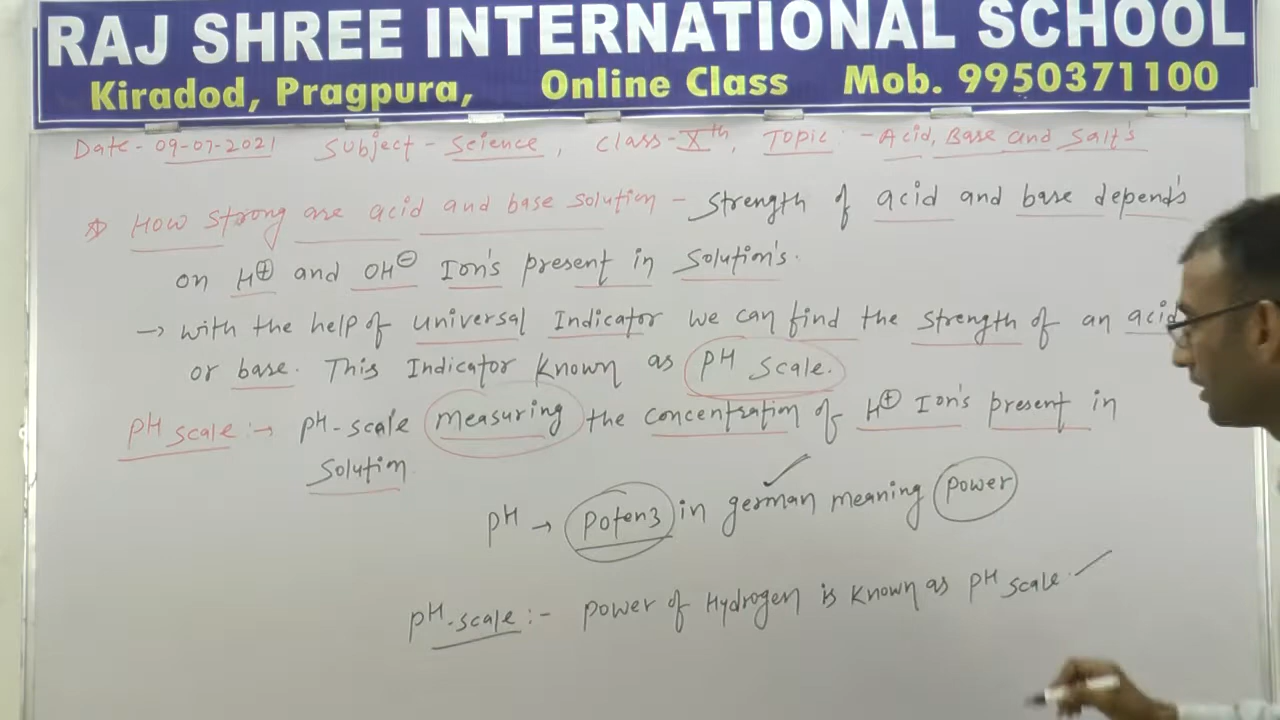 RAJ SHREE INTERNATIONAL SCHOOL
Kiradod, Pragpura, Online Class Mob. 9950371100
Date - 09-07-2021 Subject - Science, Class - Xth, Topic :- Acid, Base and Salt's
☆ How strong are acid and base solution - Strength of acid and base depend's
on H⊕ and OH⊖ Ion's present in Solution's.
→ with the help of universal Indicator we can find the strength of an acid
or base. This Indicator Known as PH scale.
PH scale :→ PH-scale measuring the concentration of H⊕ Ion's present in
Solution
PH → Potenz in german meaning Power
PH-scale :- Power of Hydrogen is known as PH scale.